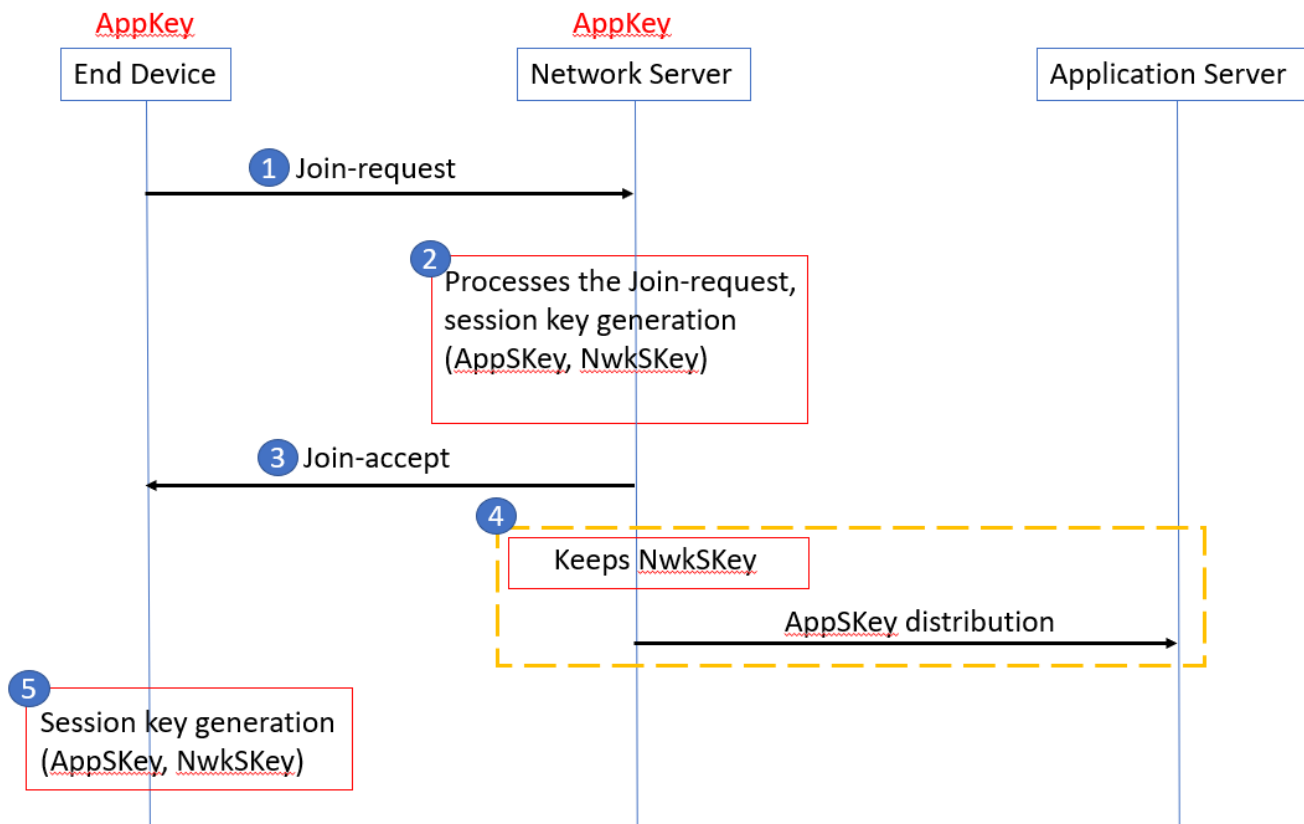 AppKey
AppKey
End Device
Network Server
Application Server
1 Join-request
2
Processes the Join-request,
session key generation
(AppSKey, NwkSKey)
3 Join-accept
4
Keeps NwkSKey
AppSKey distribution
5
Session key generation
(AppSKey, NwkSKey)